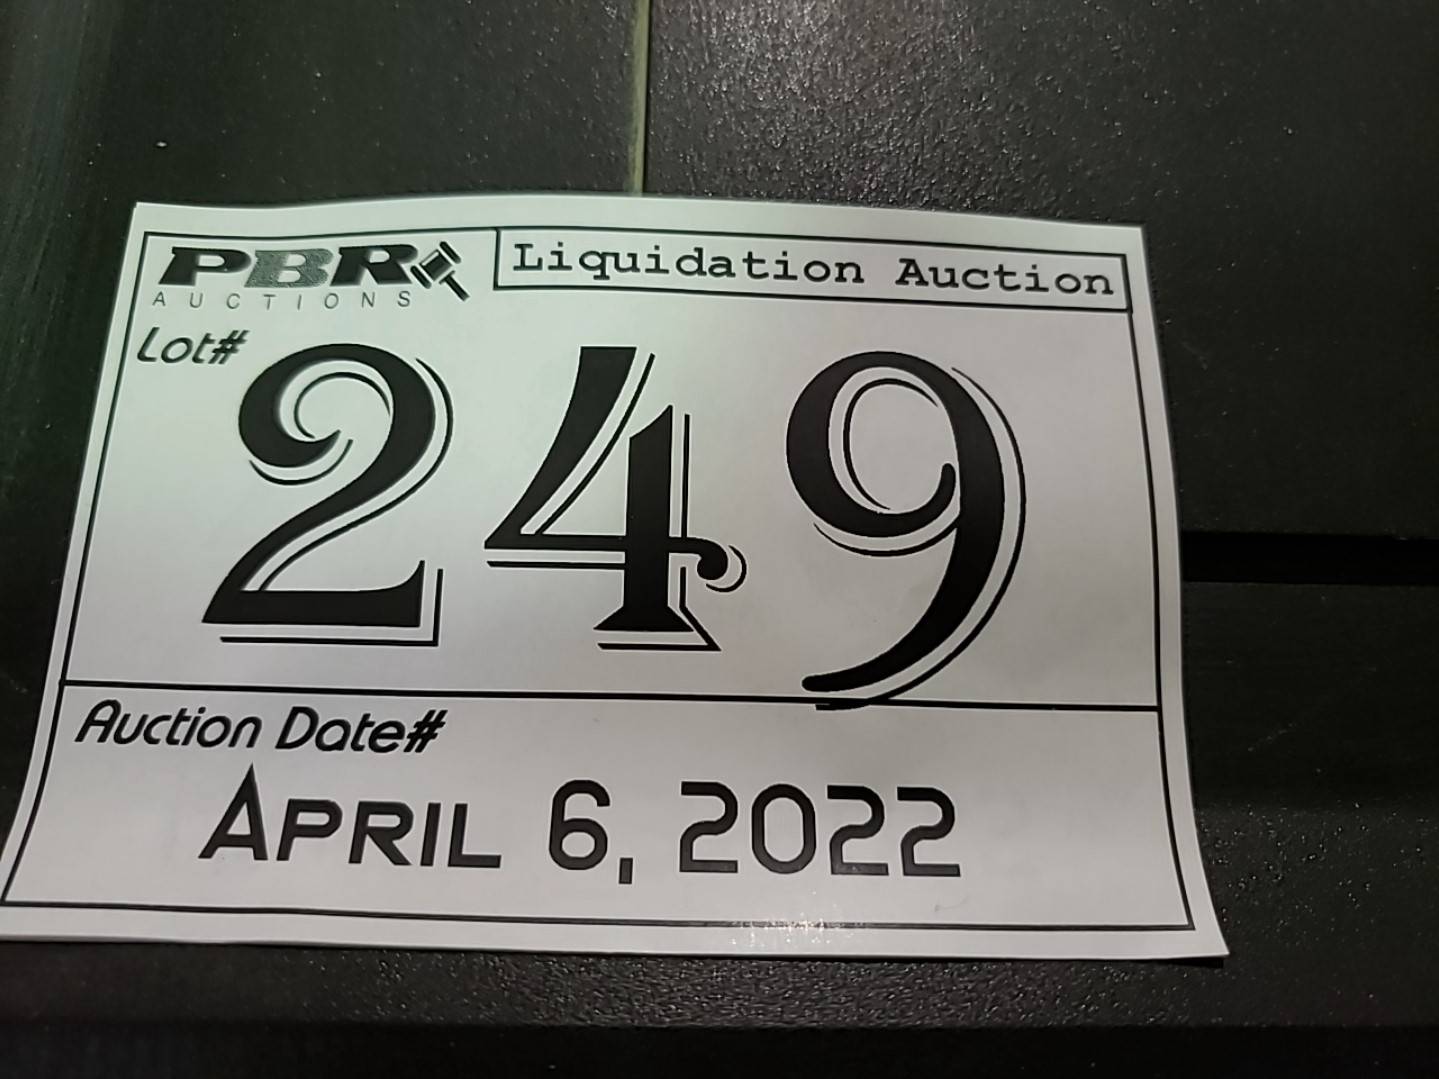 PBR
AUCTIONS
Liquidation Auction
Lot#
249
Auction Date#
APRIL 6, 2022